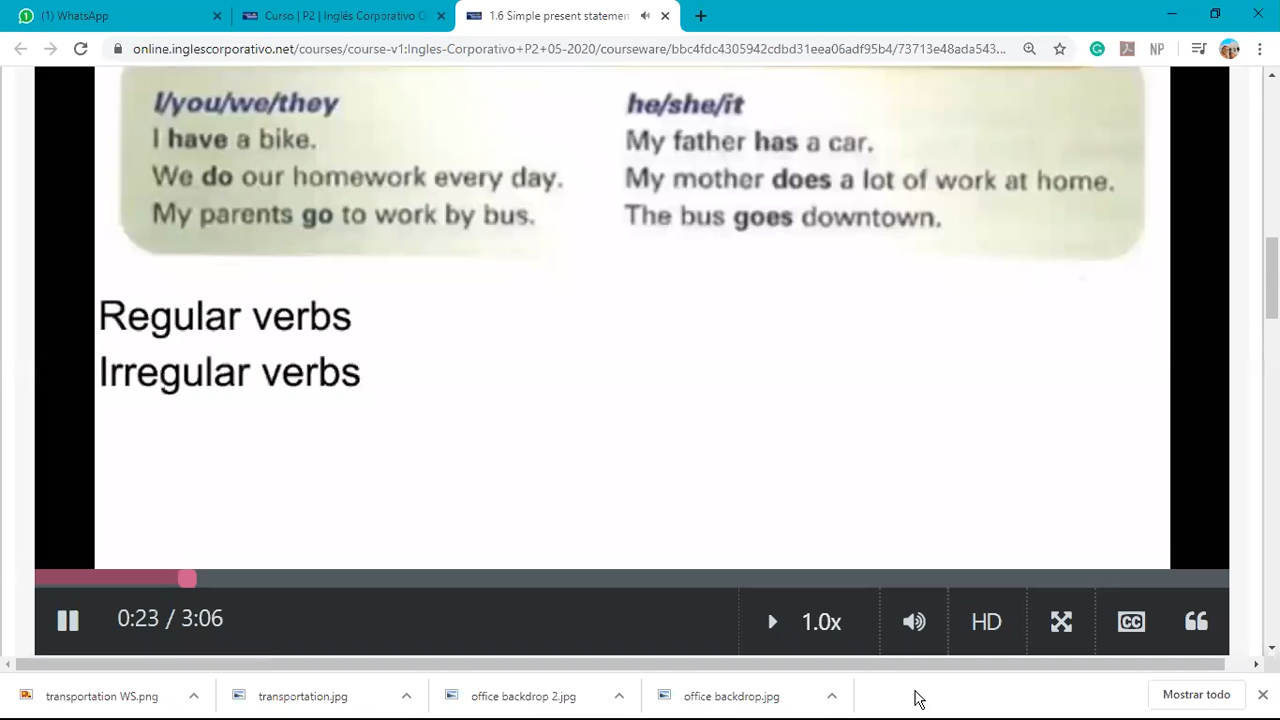 (1) WhatsApp
Curso | P2 | Inglés Corporativo O
1.6 Simple present statemen
online.inglescorporativo.net/courses/course-v1:Ingles-Corporativo+P2+05-2020/courseware/bbc4fdc4305342cdbd31eea06adf95b4/73713e48ada543...
NP
I/you/we/they
I have a bike.
We do our homework every day.
My parents go to work by bus.
he/she/it
My father has a car.
My mother does a lot of work at home.
The bus goes downtown.
Regular verbs
Irregular verbs
0:23 / 3:06
1.0x
HD
CC
transportation WS.png
transportation.jpg
office backdrop 2.jpg
office backdrop.jpg
Mostrar todo